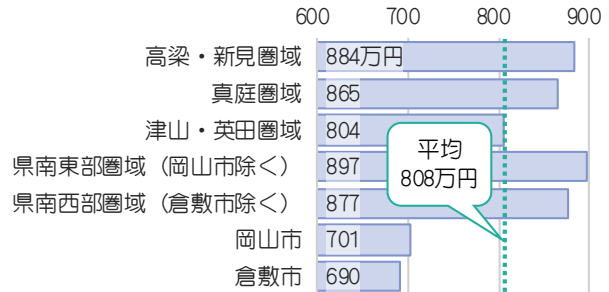 600 700 800 900
高梁・新見圏域 884万円
真庭圏域 865
津山・英田圏域 804
県南東部圏域（岡山市除く） 897
県南西部圏域（倉敷市除く） 877
岡山市 701
倉敷市 690
平均
808万円